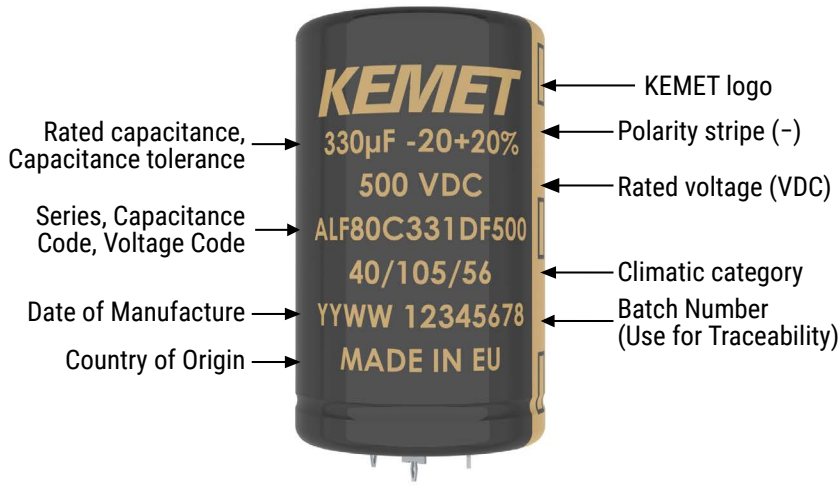 KEMET
330µF -20+20%
500 VDC
ALF80C331DF500
40/105/56
YYWW 12345678
MADE IN EU
Rated capacitance,
Capacitance tolerance
Series, Capacitance
Code, Voltage Code
Date of Manufacture
Country of Origin
KEMET logo
Polarity stripe (−)
Rated voltage (VDC)
Climatic category
Batch Number
(Use for Traceability)